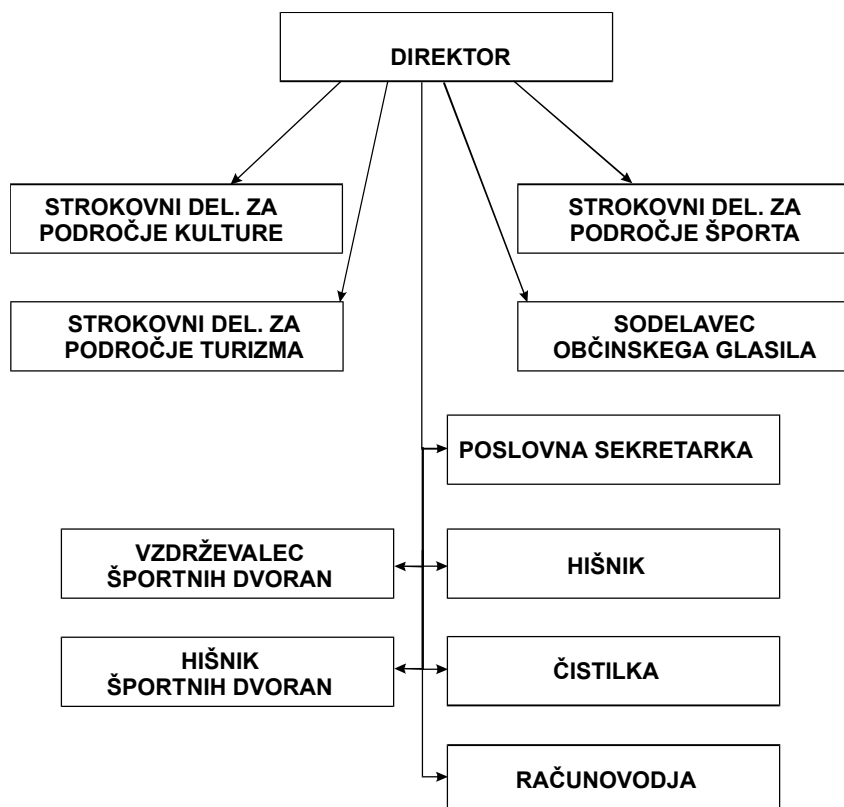 DIREKTOR
STROKOVNI DEL. ZA
PODROČJE KULTURE
STROKOVNI DEL. ZA
PODROČJE ŠPORTA
STROKOVNI DEL. ZA
PODROČJE TURIZMA
SODELAVEC
OBČINSKEGA GLASILA
POSLOVNA SEKRETARKA
VZDRŽEVALEC
ŠPORTNIH DVORAN
HIŠNIK
HIŠNIK
ŠPORTNIH DVORAN
ČISTILKA
RAČUNOVODJA